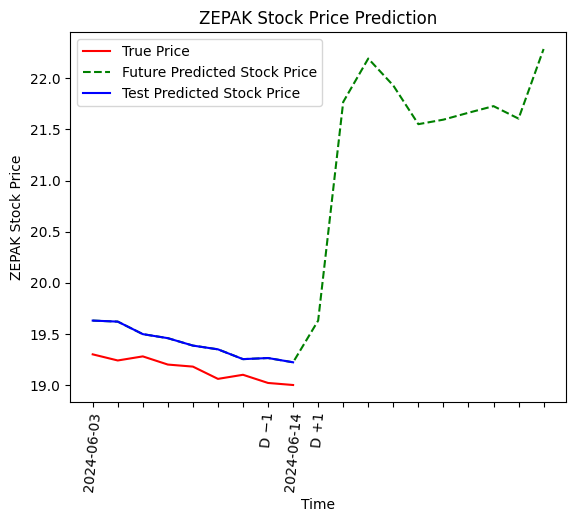 ZEPAK Stock Price Prediction
True Price
Future Predicted Stock Price
Test Predicted Stock Price
ZEPAK Stock Price
22.0
21.5
21.0
20.5
20.0
19.5
19.0
2024-06-03
D −1
2024-06-14
D +1
Time